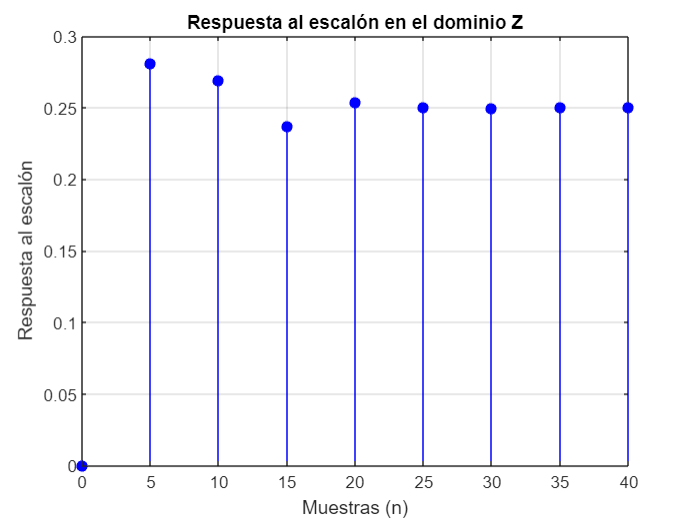 Respuesta al escalón en el dominio Z
0.3
0.25
0.2
0.15
0.1
0.05
0
Respuesta al escalón
0 5 10 15 20 25 30 35 40
Muestras (n)